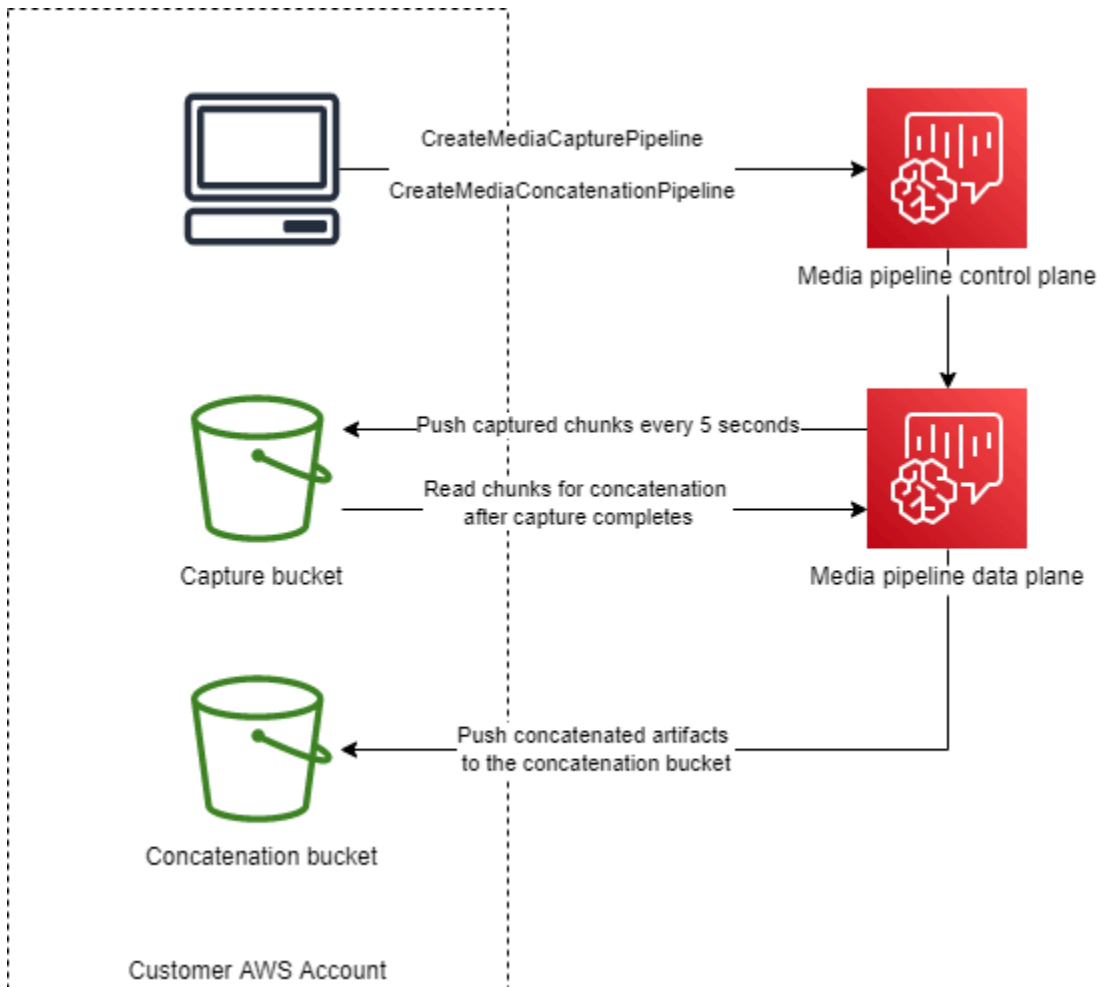 CreateMediaCapturePipeline
CreateMediaConcatenationPipeline
Media pipeline control plane
Push captured chunks every 5 seconds
Read chunks for concatenation
after capture completes
Capture bucket
Media pipeline data plane
Push concatenated artifacts
to the concatenation bucket
Concatenation bucket
Customer AWS Account